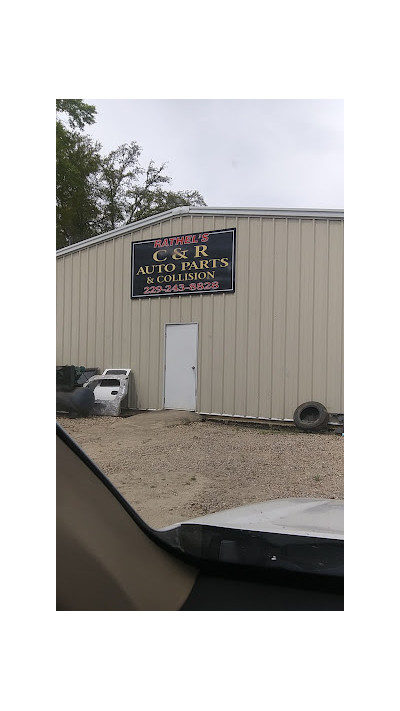 RATHEL'S
C & R
AUTO PARTS
& COLLISION
229-243-8828